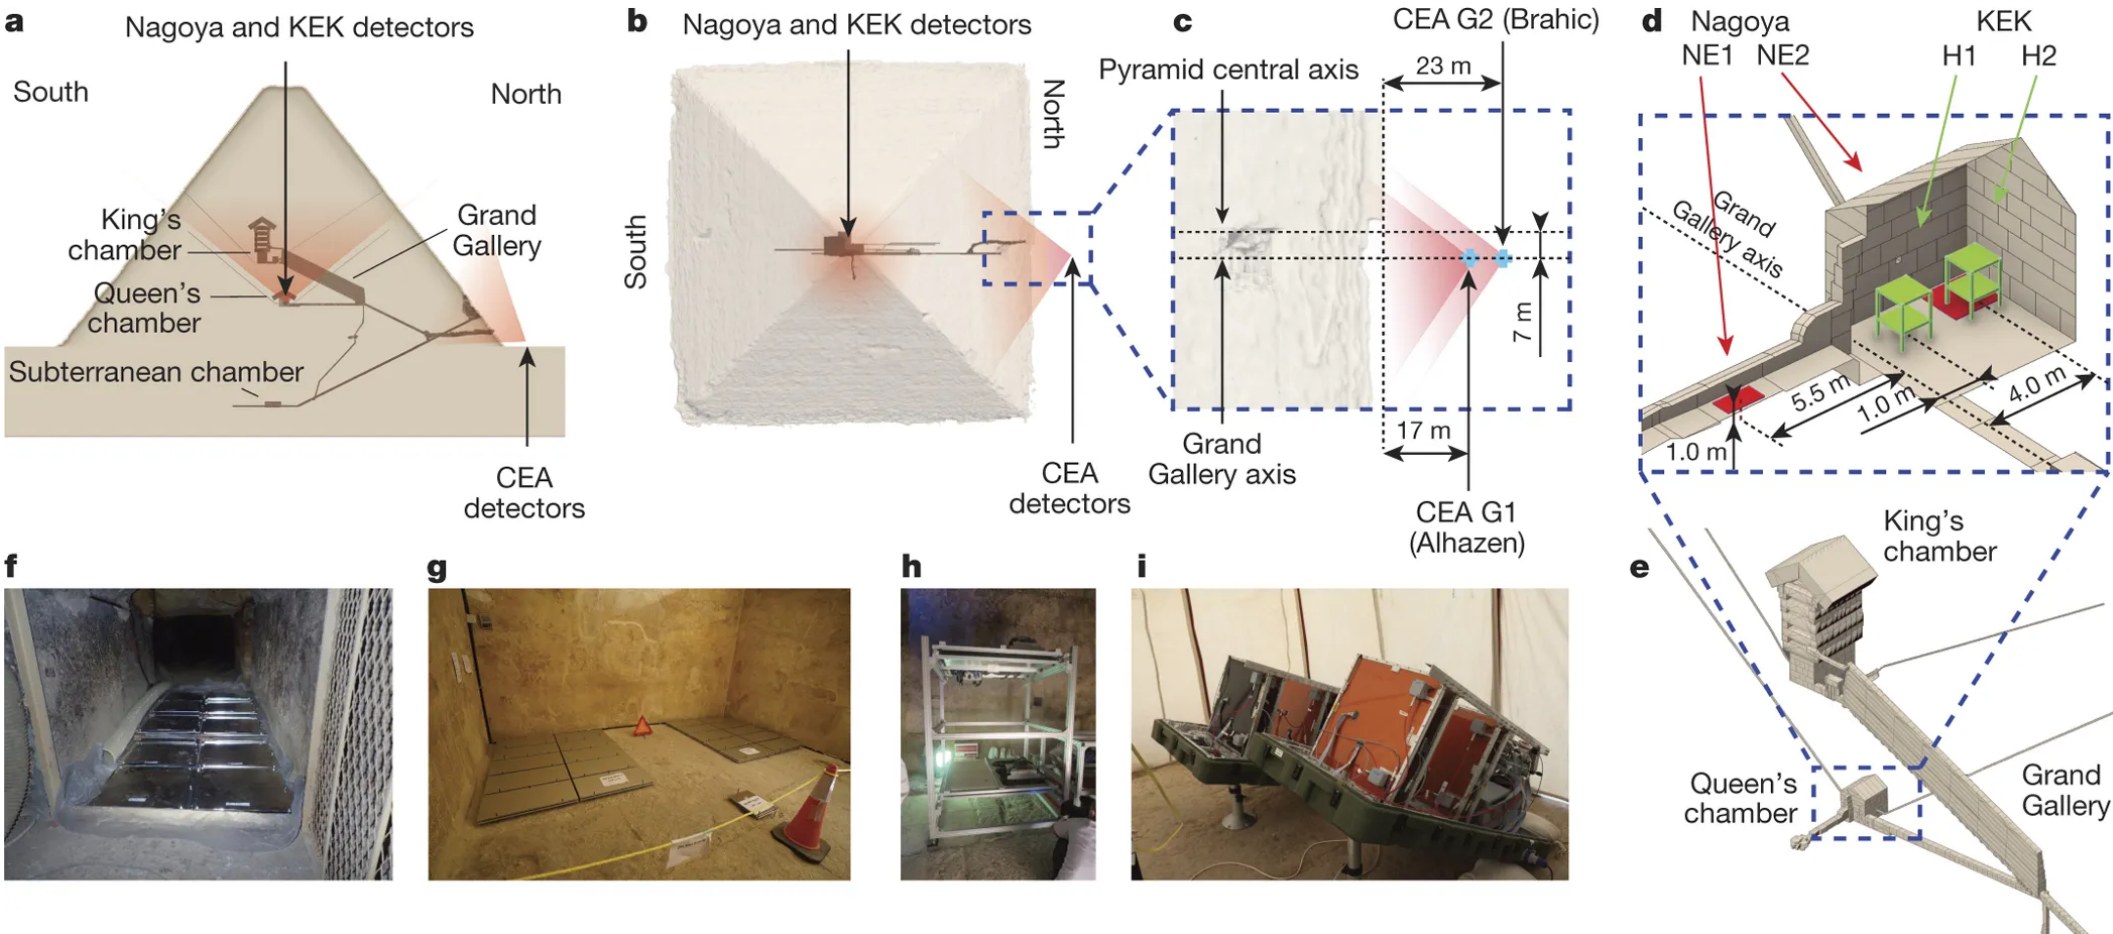 a
Nagoya and KEK detectors
South
North
King's
chamber
Grand
Gallery
Queen's
chamber
Subterranean chamber
CEA
detectors
b
Nagoya and KEK detectors
North
South
CEA
detectors
c
CEA G2 (Brahic)
23 m
Pyramid central axis
7 m
17 m
Grand
Gallery axis
CEA G1
(Alhazen)
d
Nagoya
KEK
NE1 NE2
H1 H2
Grand
Gallery axis
5.5 m
1.0 m
4.0 m
1.0 m
e
King's
chamber
Queen's
chamber
Grand
Gallery
f
g
h
i